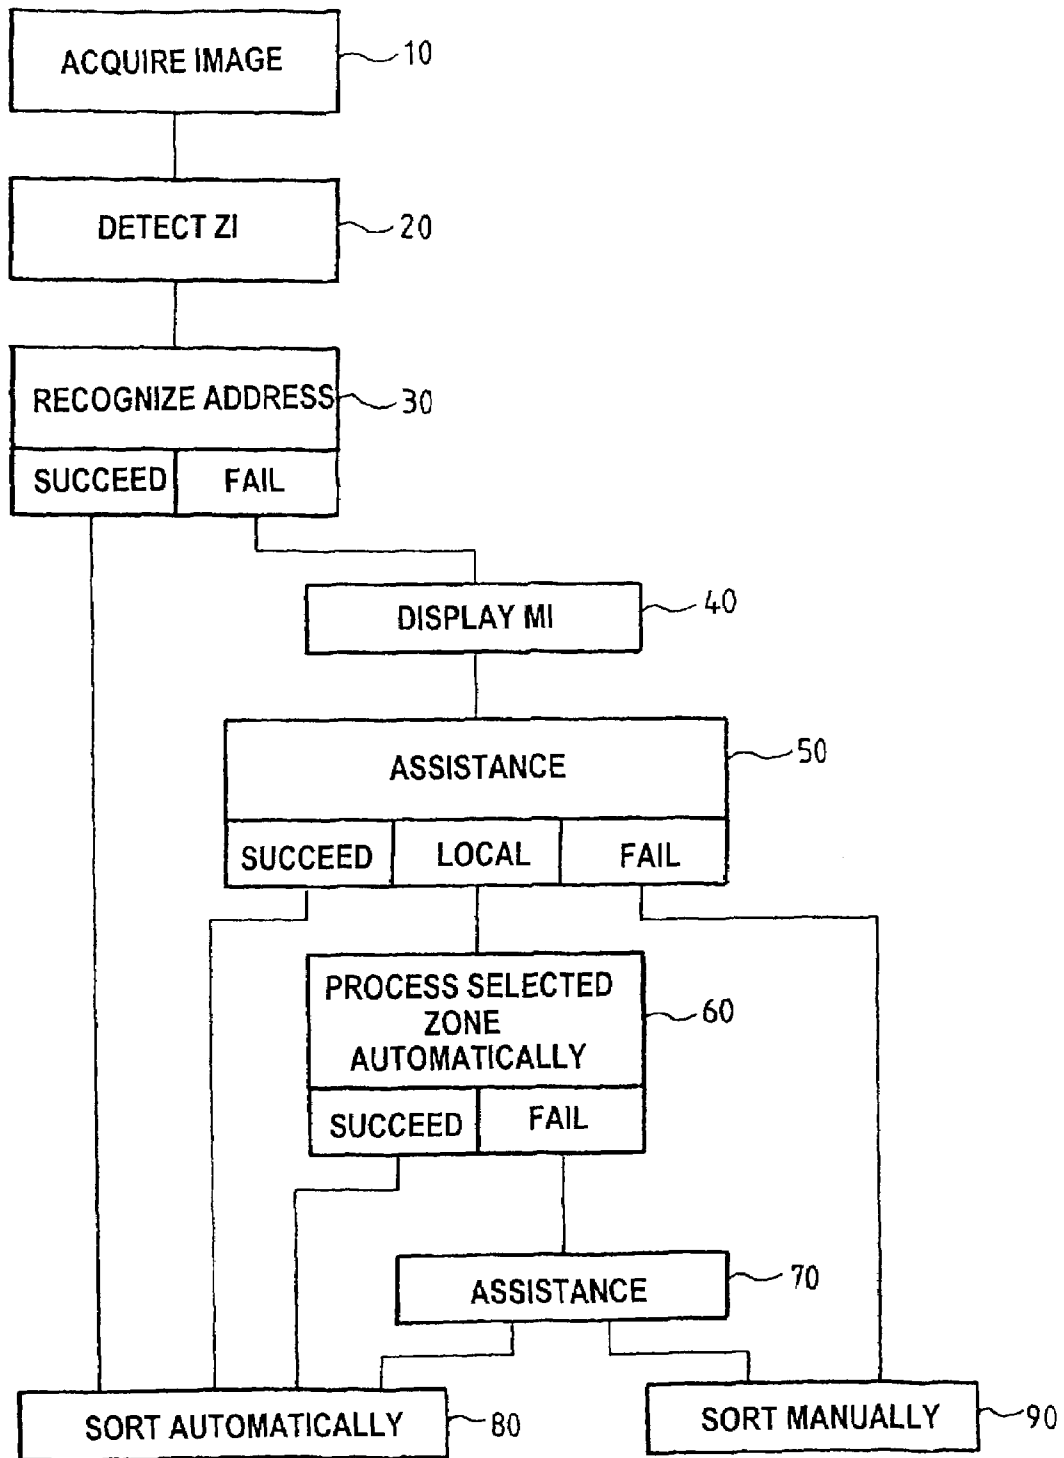 ACQUIRE IMAGE
10
DETECT ZI
20
RECOGNIZE ADDRESS
30
SUCCEED
FAIL
DISPLAY MI
40
ASSISTANCE
50
SUCCEED
LOCAL
FAIL
PROCESS SELECTED
ZONE
AUTOMATICALLY
60
SUCCEED
FAIL
ASSISTANCE
70
SORT AUTOMATICALLY
80
SORT MANUALLY
90